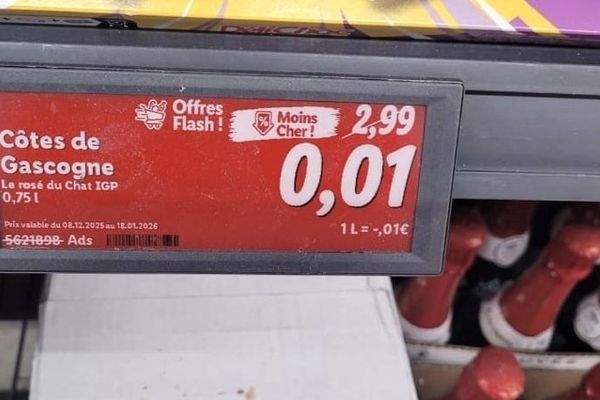 DéliChoc
Offres
Flash !
Moins
Cher !
2,99
Côtes de
Gascogne
0,01
Le rosé du Chat IGP
0,75 l
Prix valable du 08.12.2025 au 18.01.2026
1 L = -,01€
5621898 Ads